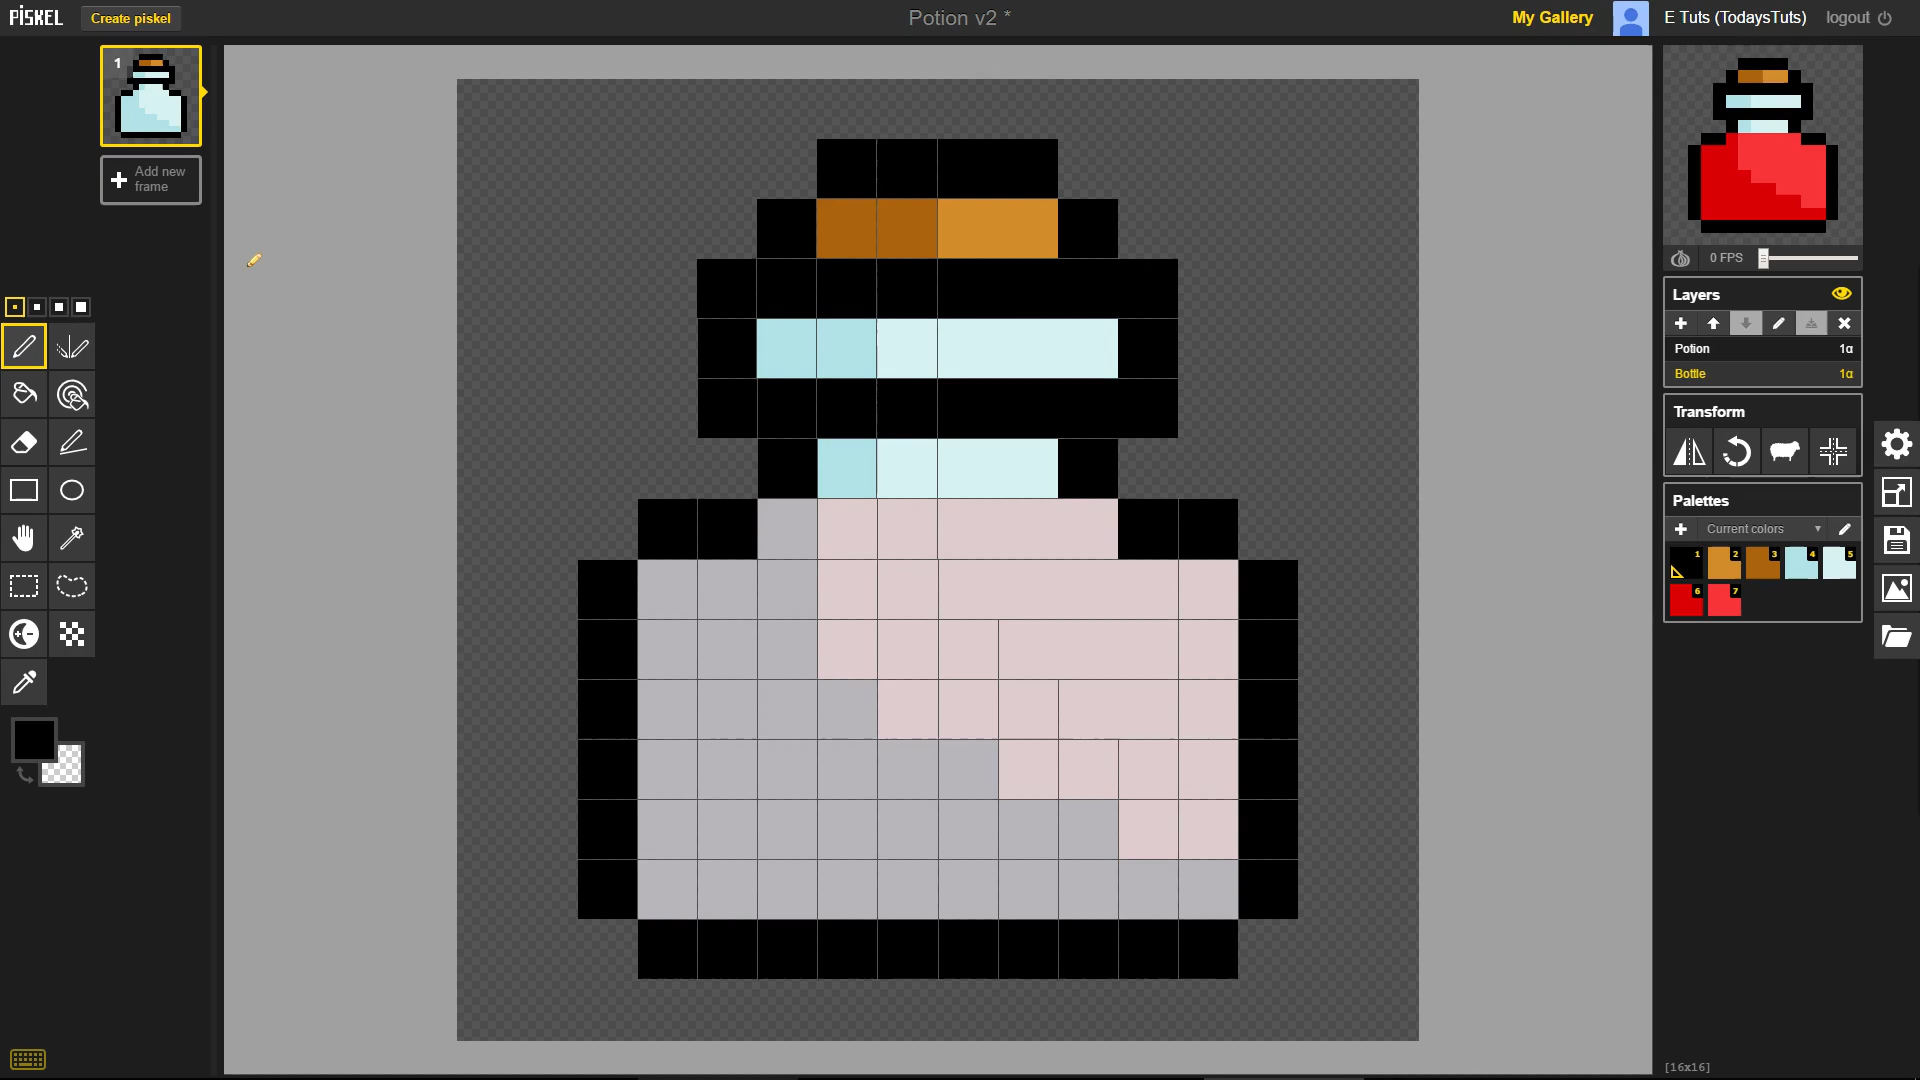 PISKEL
Create piskel
Potion v2 *
My Gallery
E Tuts (TodaysTuts)
logout
1
Add new
frame
0 FPS
Layers
Potion 1α
Bottle 1α
Transform
Palettes
Current colors
1 2 3 4 5
6 7
[16x16]